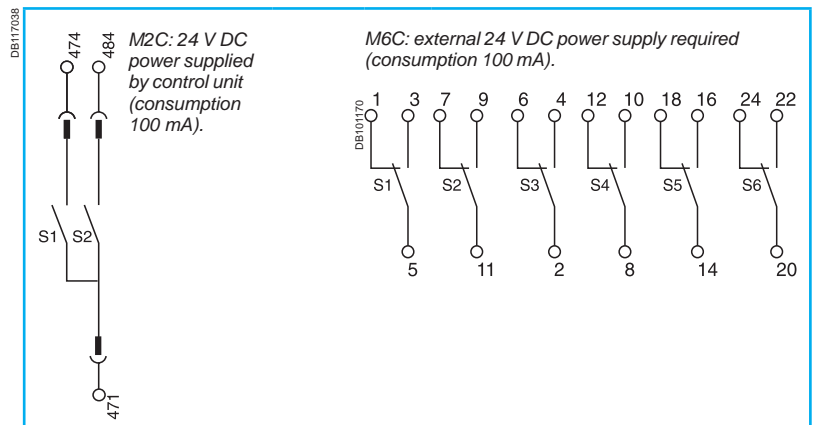 DB117038
474 484
M2C: 24 V DC
power supplied
by control unit
(consumption
100 mA).
S1 S2
471
M6C: external 24 V DC power supply required
(consumption 100 mA).
DB101170
1 3 7 9 6 4 12 10 18 16 24 22
S1 S2 S3 S4 S5 S6
5 11 2 8 14 20